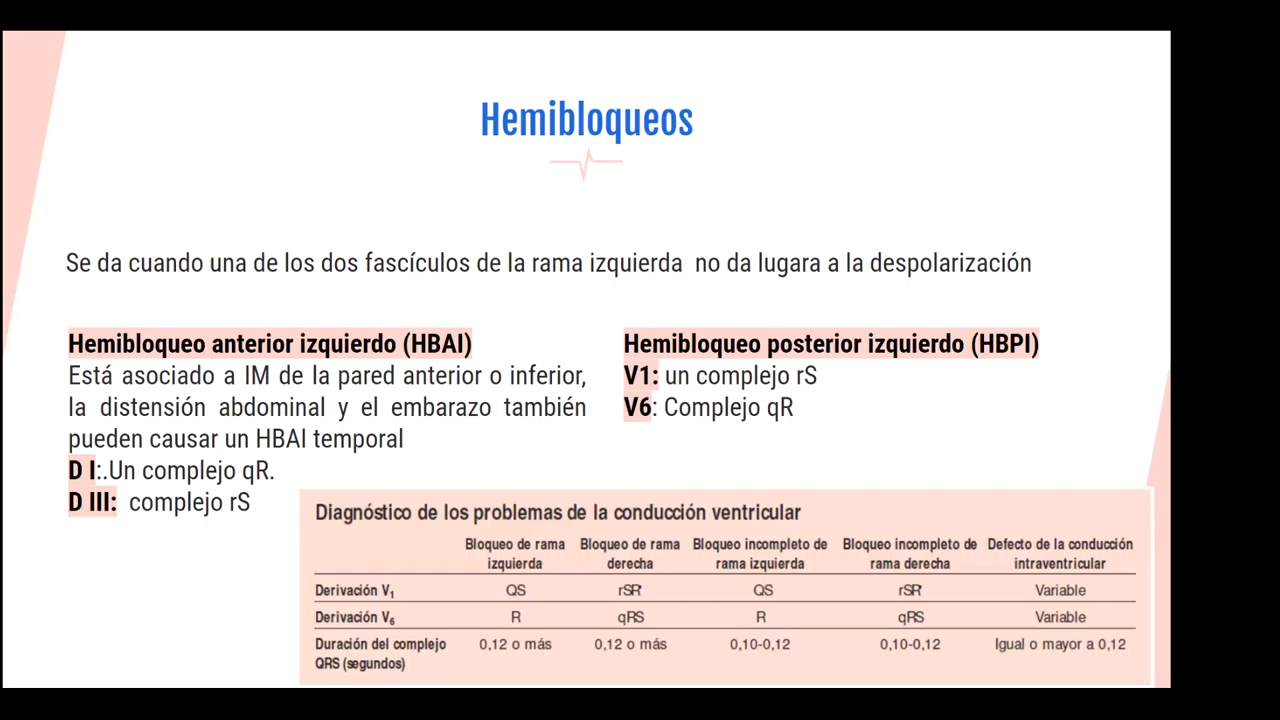 Hemibloqueos
Se da cuando una de los dos fascículos de la rama izquierda no da lugara a la despolarización
Hemibloqueo anterior izquierdo (HBAI)
Está asociado a IM de la pared anterior o inferior,
la distensión abdominal y el embarazo también
pueden causar un HBAI temporal
D I:.Un complejo qR.
D III: complejo rS
Hemibloqueo posterior izquierdo (HBPI)
V1: un complejo rS
V6: Complejo qR
Diagnóstico de los problemas de la conducción ventricular
Bloqueo de rama izquierda Bloqueo de rama derecha Bloqueo incompleto de rama izquierda Bloqueo incompleto de rama derecha Defecto de la conducción intraventricular
Derivación V1 QS rSR' QS rSR' Variable
Derivación V6 R qRS R qRS Variable
Duración del complejo QRS (segundos) 0,12 o más 0,12 o más 0,10-0,12 0,10-0,12 Igual o mayor a 0,12